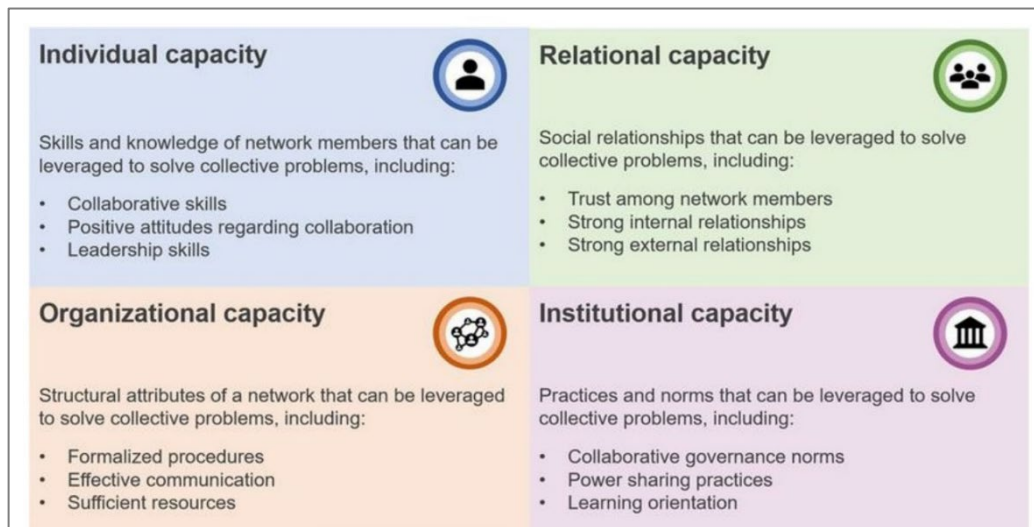 Individual capacity
Skills and knowledge of network members that can be
leveraged to solve collective problems, including:
• Collaborative skills
• Positive attitudes regarding collaboration
• Leadership skills
Relational capacity
Social relationships that can be leveraged to solve
collective problems, including:
• Trust among network members
• Strong internal relationships
• Strong external relationships
Organizational capacity
Structural attributes of a network that can be leveraged
to solve collective problems, including:
• Formalized procedures
• Effective communication
• Sufficient resources
Institutional capacity
Practices and norms that can be leveraged to solve
collective problems, including:
• Collaborative governance norms
• Power sharing practices
• Learning orientation